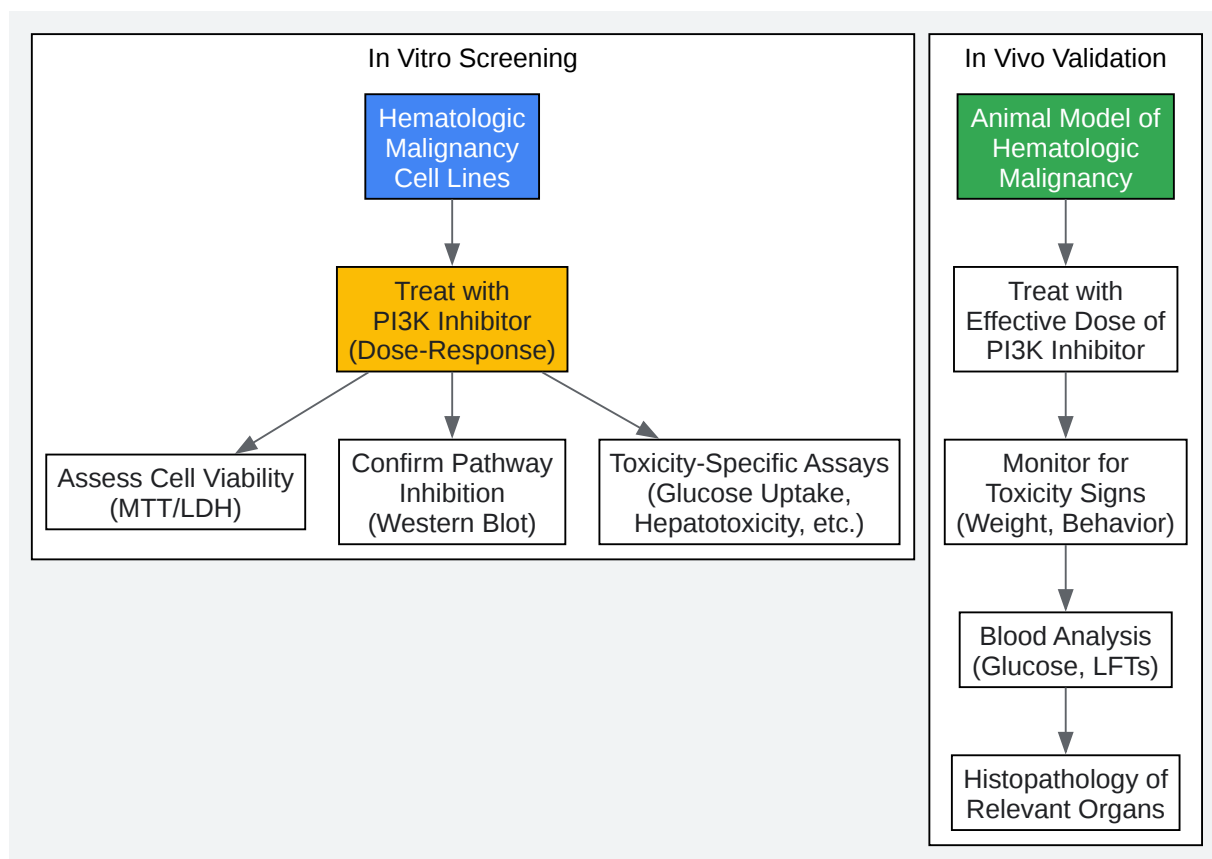 In Vitro Screening
Hematologic
Malignancy
Cell Lines
Treat with
PI3K Inhibitor
(Dose-Response)
Assess Cell Viability
(MTT/LDH)
Confirm Pathway
Inhibition
(Western Blot)
Toxicity-Specific Assays
(Glucose Uptake,
Hepatotoxicity, etc.)
In Vivo Validation
Animal Model of
Hematologic
Malignancy
Treat with
Effective Dose of
PI3K Inhibitor
Monitor for
Toxicity Signs
(Weight, Behavior)
Blood Analysis
(Glucose, LFTs)
Histopathology of
Relevant Organs